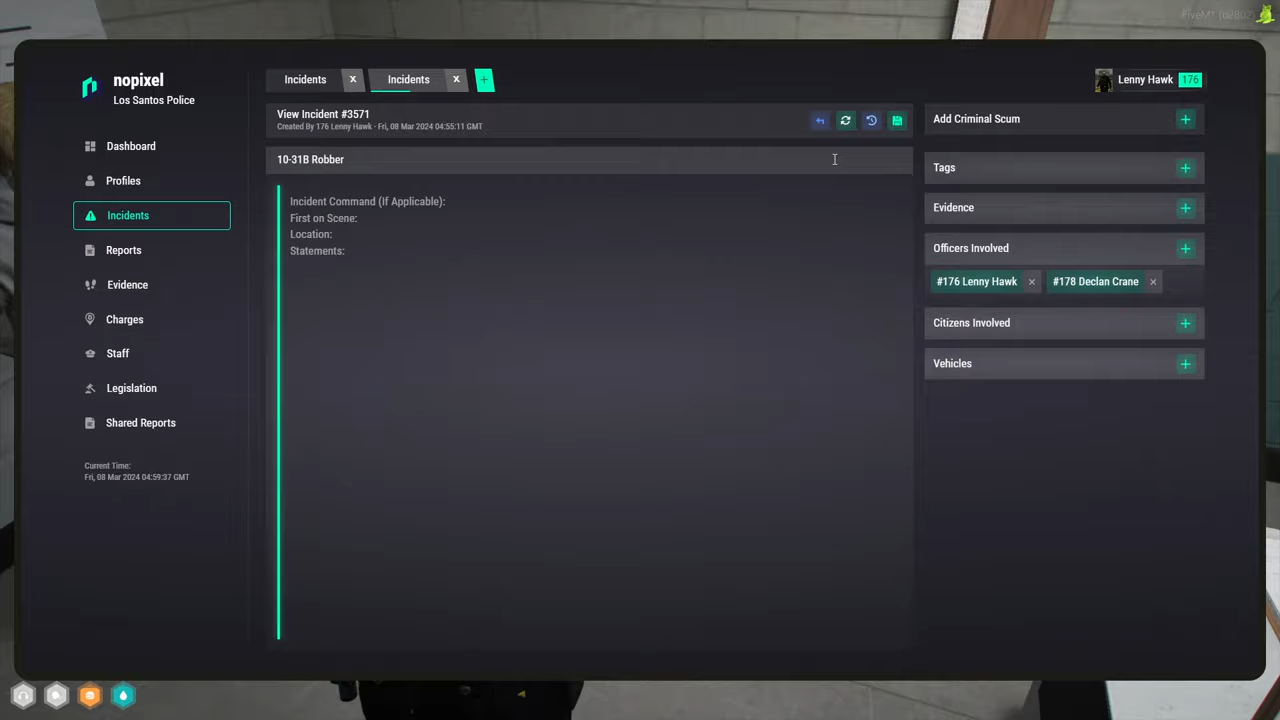 FiveM* (b2802)
nopixel
Los Santos Police
Incidents x
Incidents x
+
Lenny Hawk 176
View Incident #3571
Created By 176 Lenny Hawk - Fri, 08 Mar 2024 04:55:11 GMT
10-31B Robber
Incident Command (If Applicable):
First on Scene:
Location:
Statements:
Dashboard
Profiles
Incidents
Reports
Evidence
Charges
Staff
Legislation
Shared Reports
Current Time:
Fri, 08 Mar 2024 04:59:37 GMT
Add Criminal Scum +
Tags +
Evidence +
Officers Involved +
#176 Lenny Hawk × #178 Declan Crane ×
Citizens Involved +
Vehicles +